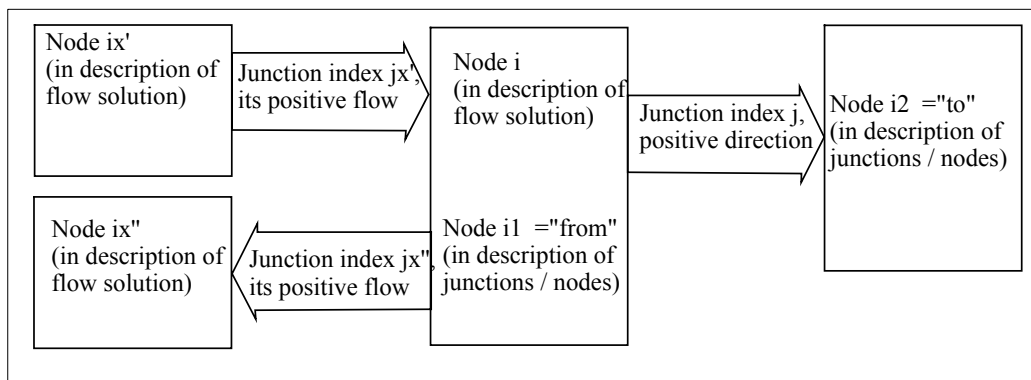 Node ix'
(in description of
flow solution)
Junction index jx',
its positive flow
Node i
(in description of
flow solution)
Junction index j,
positive direction
Node i2 ="to"
(in description of
junctions / nodes)
Node ix"
(in description of
flow solution)
Junction index jx",
its positive flow
Node i1 ="from"
(in description of
junctions / nodes)